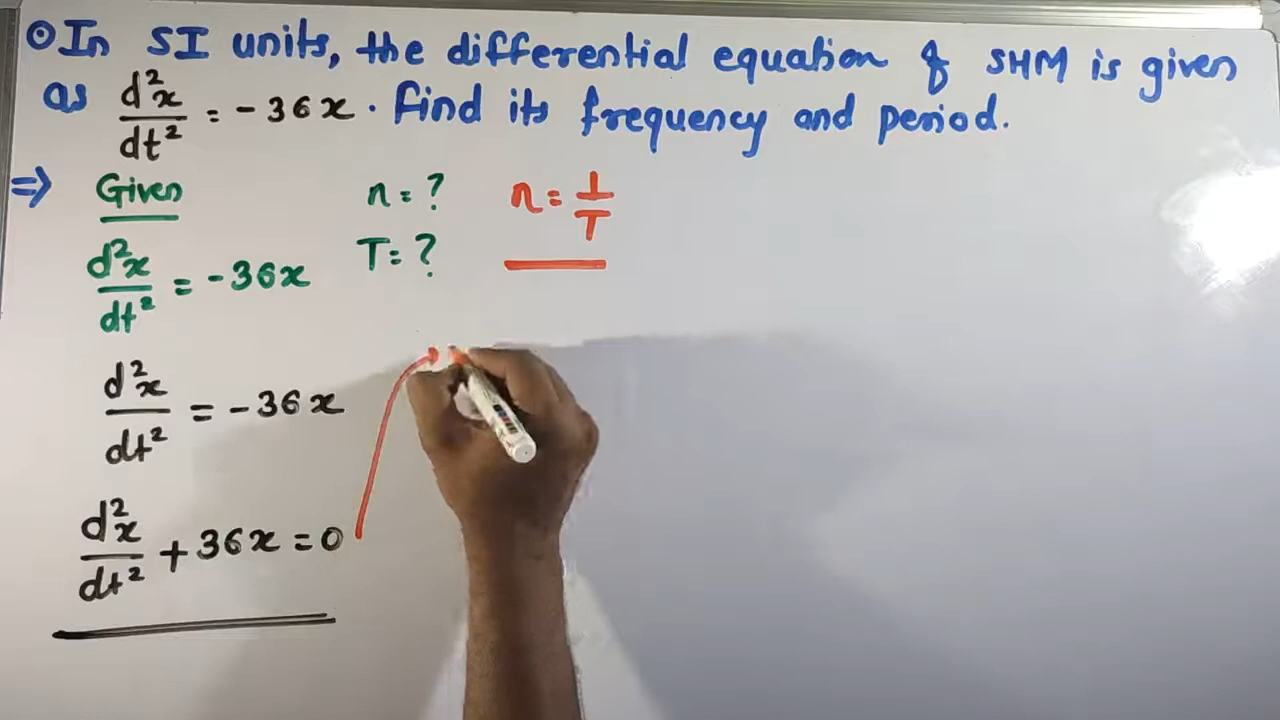 ⊙ In SI units, the differential equation of SHM is given
as d²x/dt² = -36x. Find its frequency and period.
⇒ Given n = ? n = 1/T
T = ?
d²x/dt² = -36x
d²x/dt² = -36x
d²x/dt² + 36x = 0